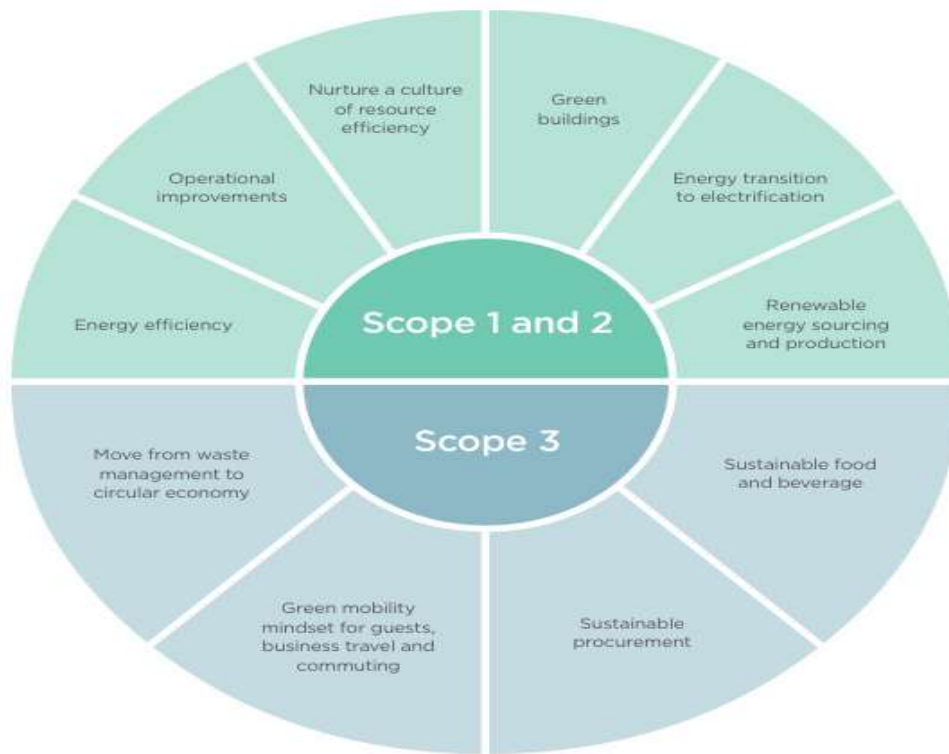 Nurture a culture
of resource
efficiency
Green
buildings
Operational
improvements
Energy transition
to electrification
Energy efficiency
Renewable
energy sourcing
and production
Scope 1 and 2
Scope 3
Move from waste
management to
circular economy
Sustainable food
and beverage
Green mobility
mindset for guests,
business travel and
commuting
Sustainable
procurement